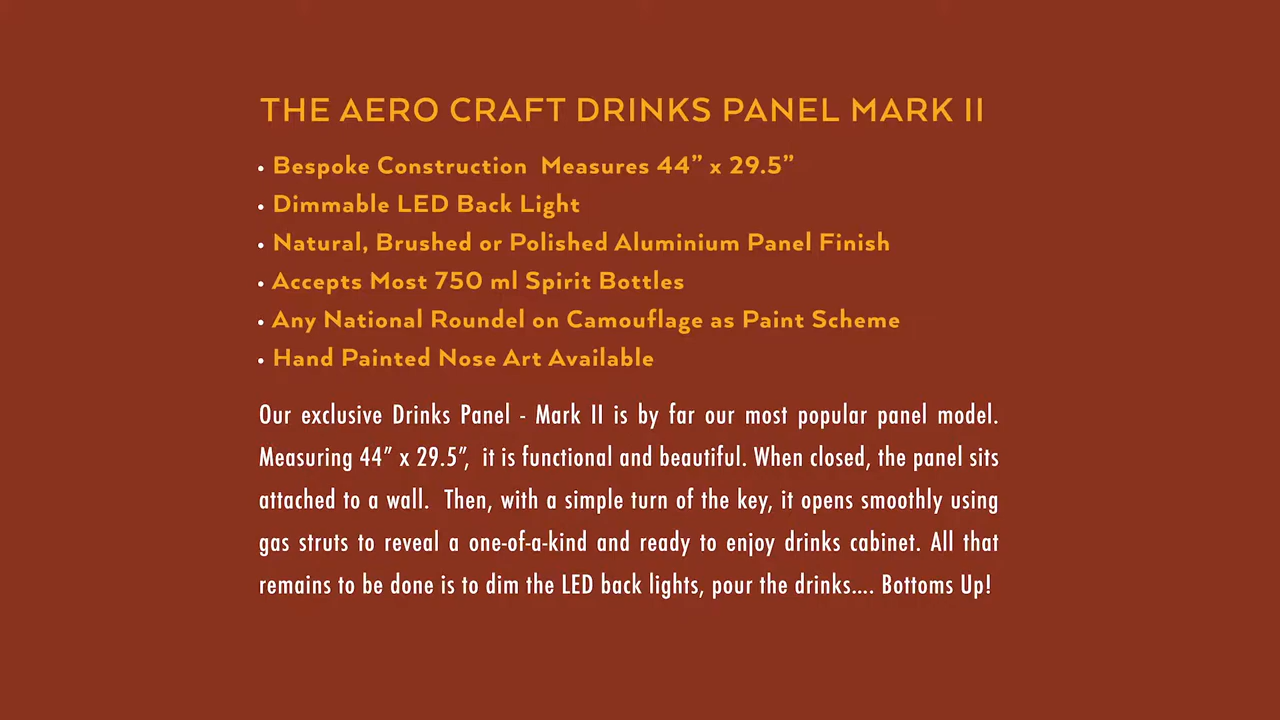 THE AERO CRAFT DRINKS PANEL MARK II
• Bespoke Construction  Measures 44” x 29.5”
• Dimmable LED Back Light
• Natural, Brushed or Polished Aluminium Panel Finish
• Accepts Most 750 ml Spirit Bottles
• Any National Roundel on Camouflage as Paint Scheme
• Hand Painted Nose Art Available
Our exclusive Drinks Panel - Mark II is by far our most popular panel model.
Measuring 44” x 29.5”,  it is functional and beautiful. When closed, the panel sits
attached to a wall.  Then, with a simple turn of the key, it opens smoothly using
gas struts to reveal a one-of-a-kind and ready to enjoy drinks cabinet. All that
remains to be done is to dim the LED back lights, pour the drinks.... Bottoms Up!